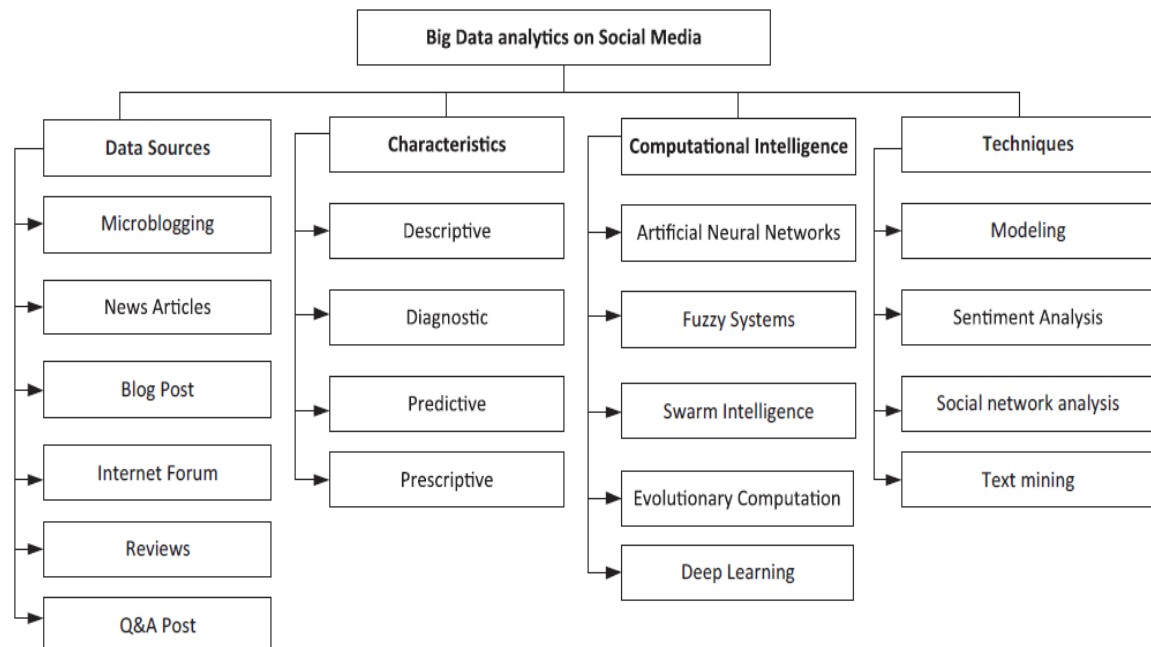 Big Data analytics on Social Media
Data Sources
Microblogging
News Articles
Blog Post
Internet Forum
Reviews
Q&A Post
Characteristics
Descriptive
Diagnostic
Predictive
Prescriptive
Computational Intelligence
Artificial Neural Networks
Fuzzy Systems
Swarm Intelligence
Evolutionary Computation
Deep Learning
Techniques
Modeling
Sentiment Analysis
Social network analysis
Text mining